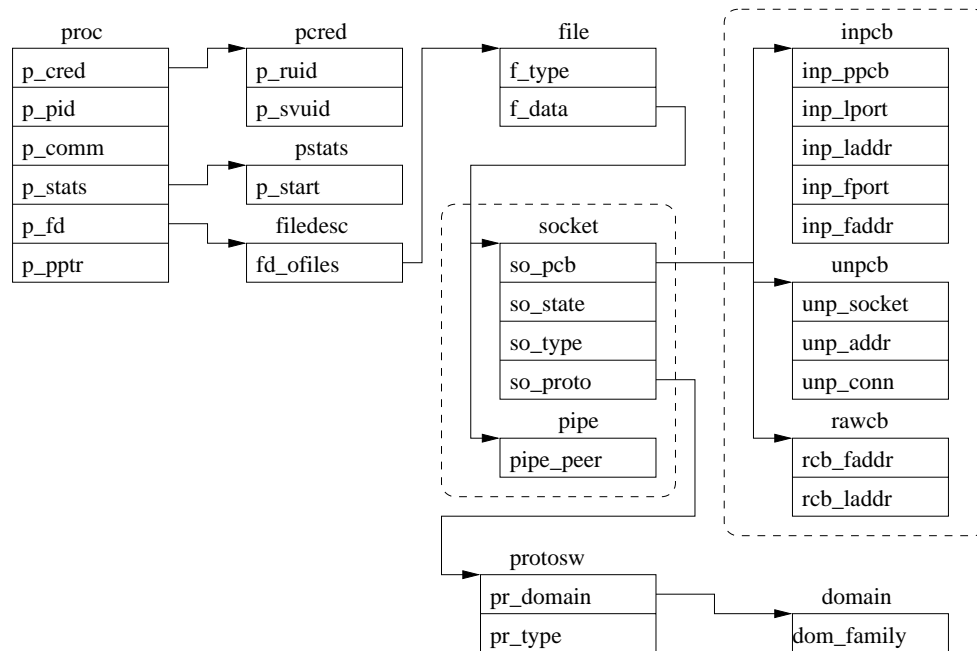 proc
p_cred
p_pid
p_comm
p_stats
p_fd
p_pptr
pcred
p_ruid
p_svuid
pstats
p_start
filedesc
fd_ofiles
file
f_type
f_data
socket
so_pcb
so_state
so_type
so_proto
pipe
pipe_peer
protosw
pr_domain
pr_type
inpcb
inp_ppcb
inp_lport
inp_laddr
inp_fport
inp_faddr
unpcb
unp_socket
unp_addr
unp_conn
rawcb
rcb_faddr
rcb_laddr
domain
dom_family